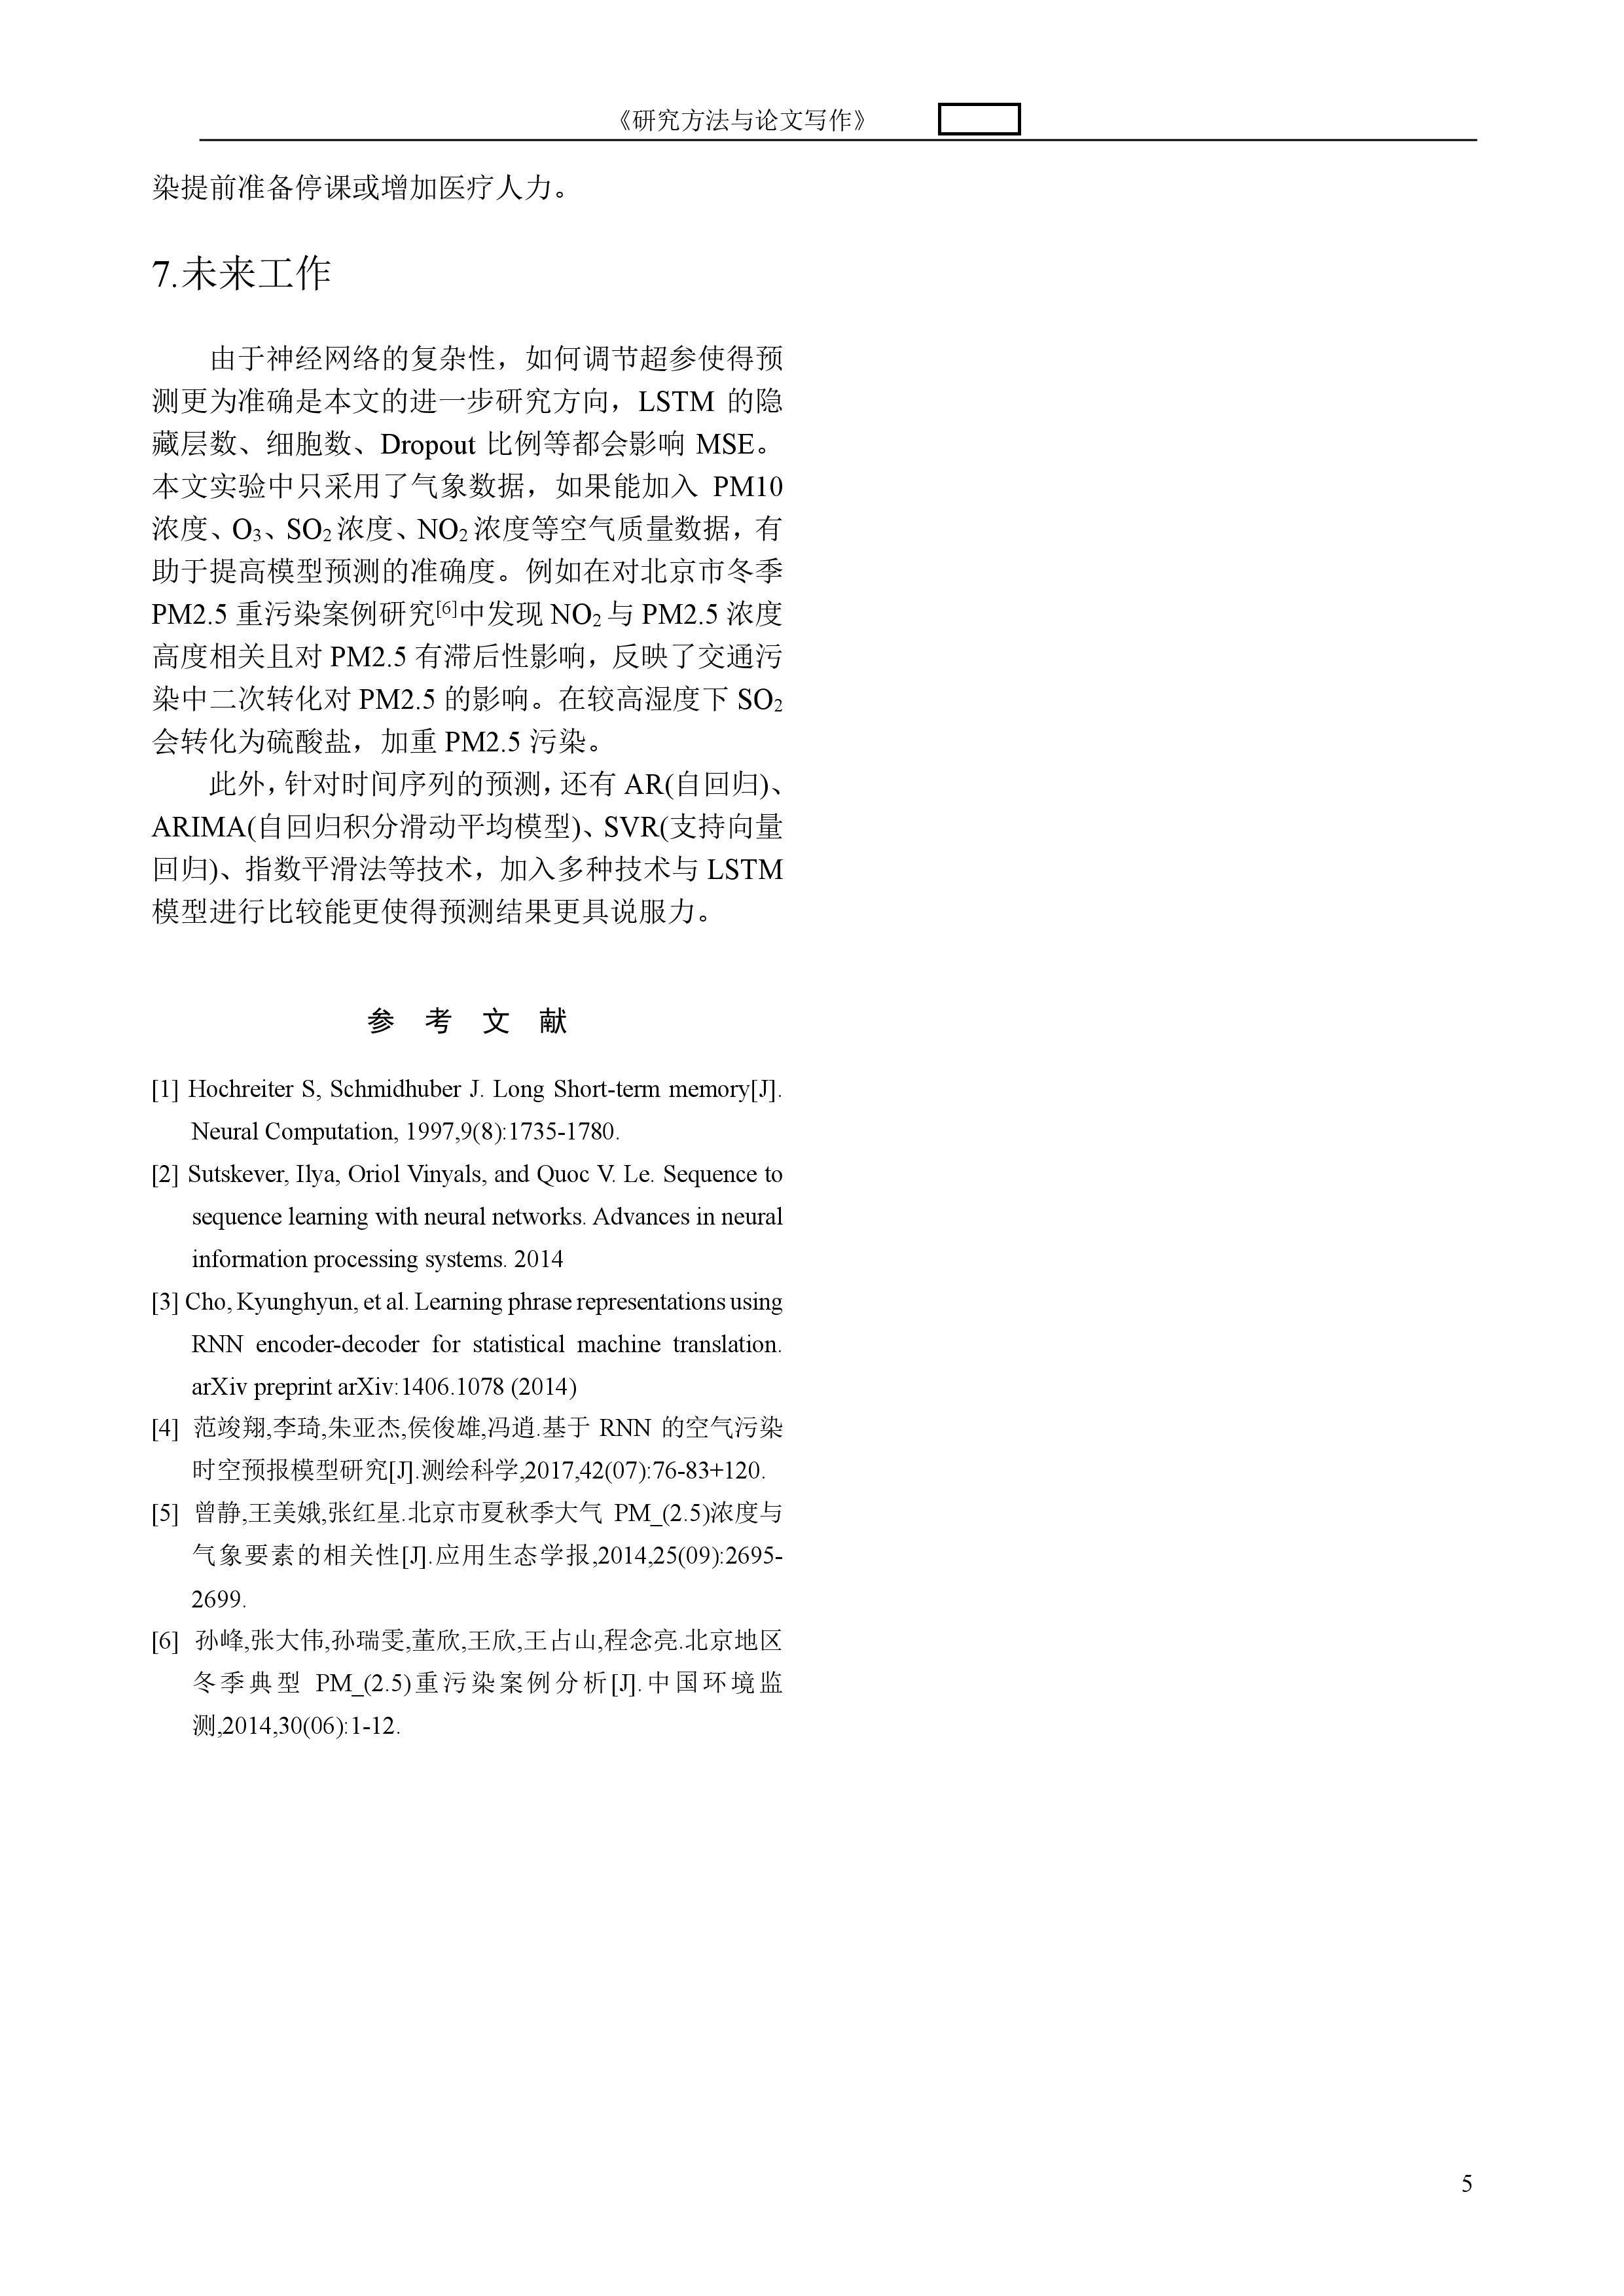 《研究方法与论文写作》
染提前准备停课或增加医疗人力。
7.未来工作
由于神经网络的复杂性，如何调节超参使得预
测更为准确是本文的进一步研究方向，LSTM 的隐
藏层数、细胞数、Dropout 比例等都会影响 MSE。
本文实验中只采用了气象数据，如果能加入 PM10
浓度、O₃、SO₂浓度、NO₂浓度等空气质量数据，有
助于提高模型预测的准确度。例如在对北京市冬季
PM2.5 重污染案例研究[6]中发现 NO₂与 PM2.5 浓度
高度相关且对 PM2.5 有滞后性影响，反映了交通污
染中二次转化对 PM2.5 的影响。在较高湿度下 SO₂
会转化为硫酸盐，加重 PM2.5 污染。
此外，针对时间序列的预测，还有 AR(自回归)、
ARIMA(自回归积分滑动平均模型)、SVR(支持向量
回归)、指数平滑法等技术，加入多种技术与 LSTM
模型进行比较能更使得预测结果更具说服力。
参 考 文 献
[1] Hochreiter S, Schmidhuber J. Long Short-term memory[J].
Neural Computation, 1997,9(8):1735-1780.
[2] Sutskever, Ilya, Oriol Vinyals, and Quoc V. Le. Sequence to
sequence learning with neural networks. Advances in neural
information processing systems. 2014
[3] Cho, Kyunghyun, et al. Learning phrase representations using
RNN encoder-decoder for statistical machine translation.
arXiv preprint arXiv:1406.1078 (2014)
[4] 范竣翔,李琦,朱亚杰,侯俊雄,冯逍.基于 RNN 的空气污染
时空预报模型研究[J].测绘科学,2017,42(07):76-83+120.
[5] 曾静,王美娥,张红星.北京市夏秋季大气 PM_(2.5)浓度与
气象要素的相关性[J].应用生态学报,2014,25(09):2695-
2699.
[6] 孙峰,张大伟,孙瑞雯,董欣,王欣,王占山,程念亮.北京地区
冬季典型 PM_(2.5)重污染案例分析[J].中国环境监
测,2014,30(06):1-12.
5